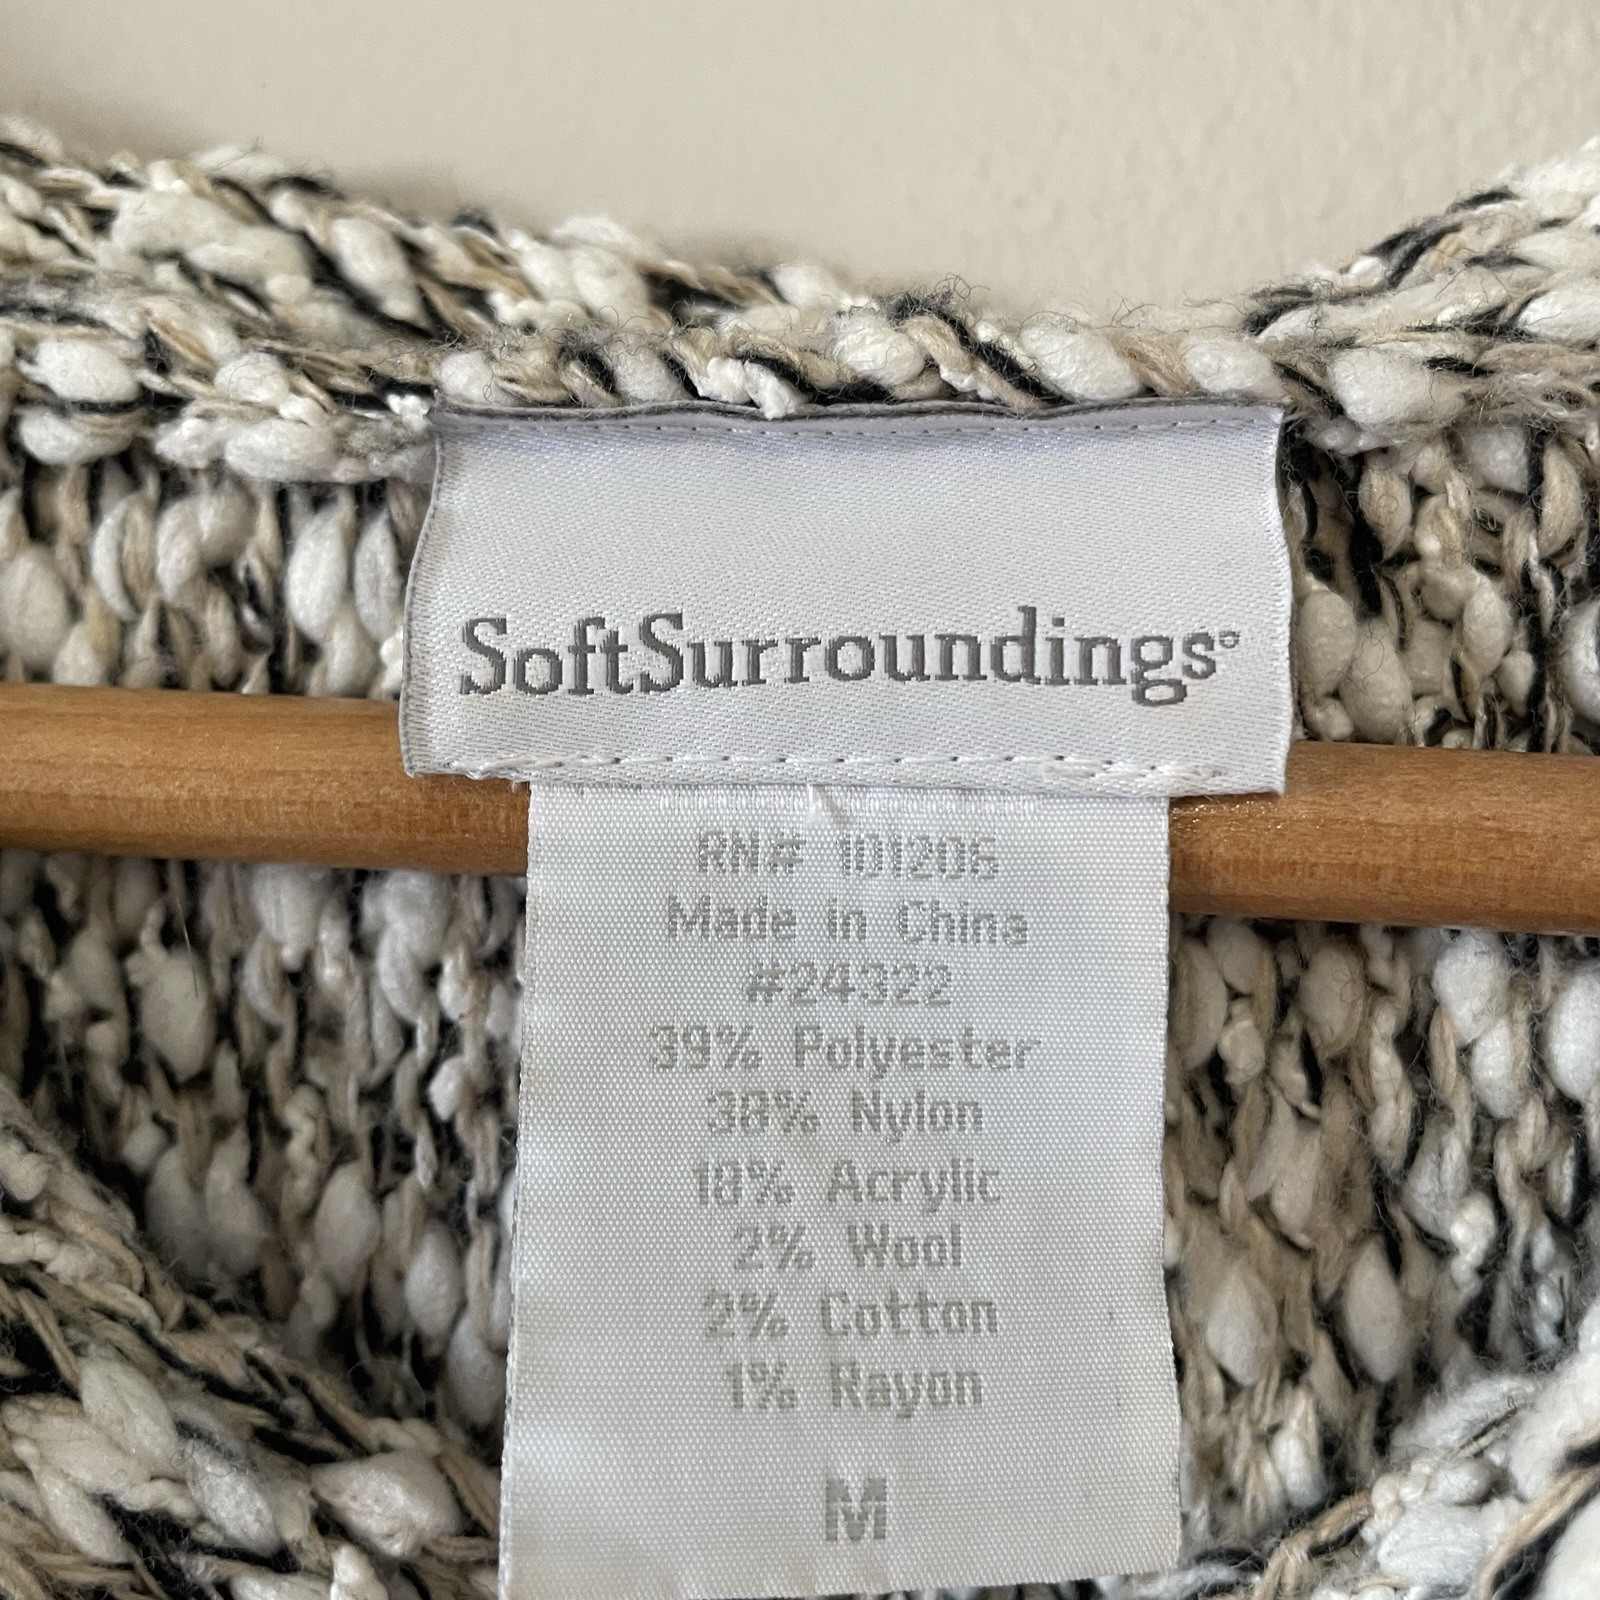 SoftSurroundings®
RN# 101206
Made in China
#24322
39% Polyester
38% Nylon
18% Acrylic
2% Wool
2% Cotton
1% Rayon
M